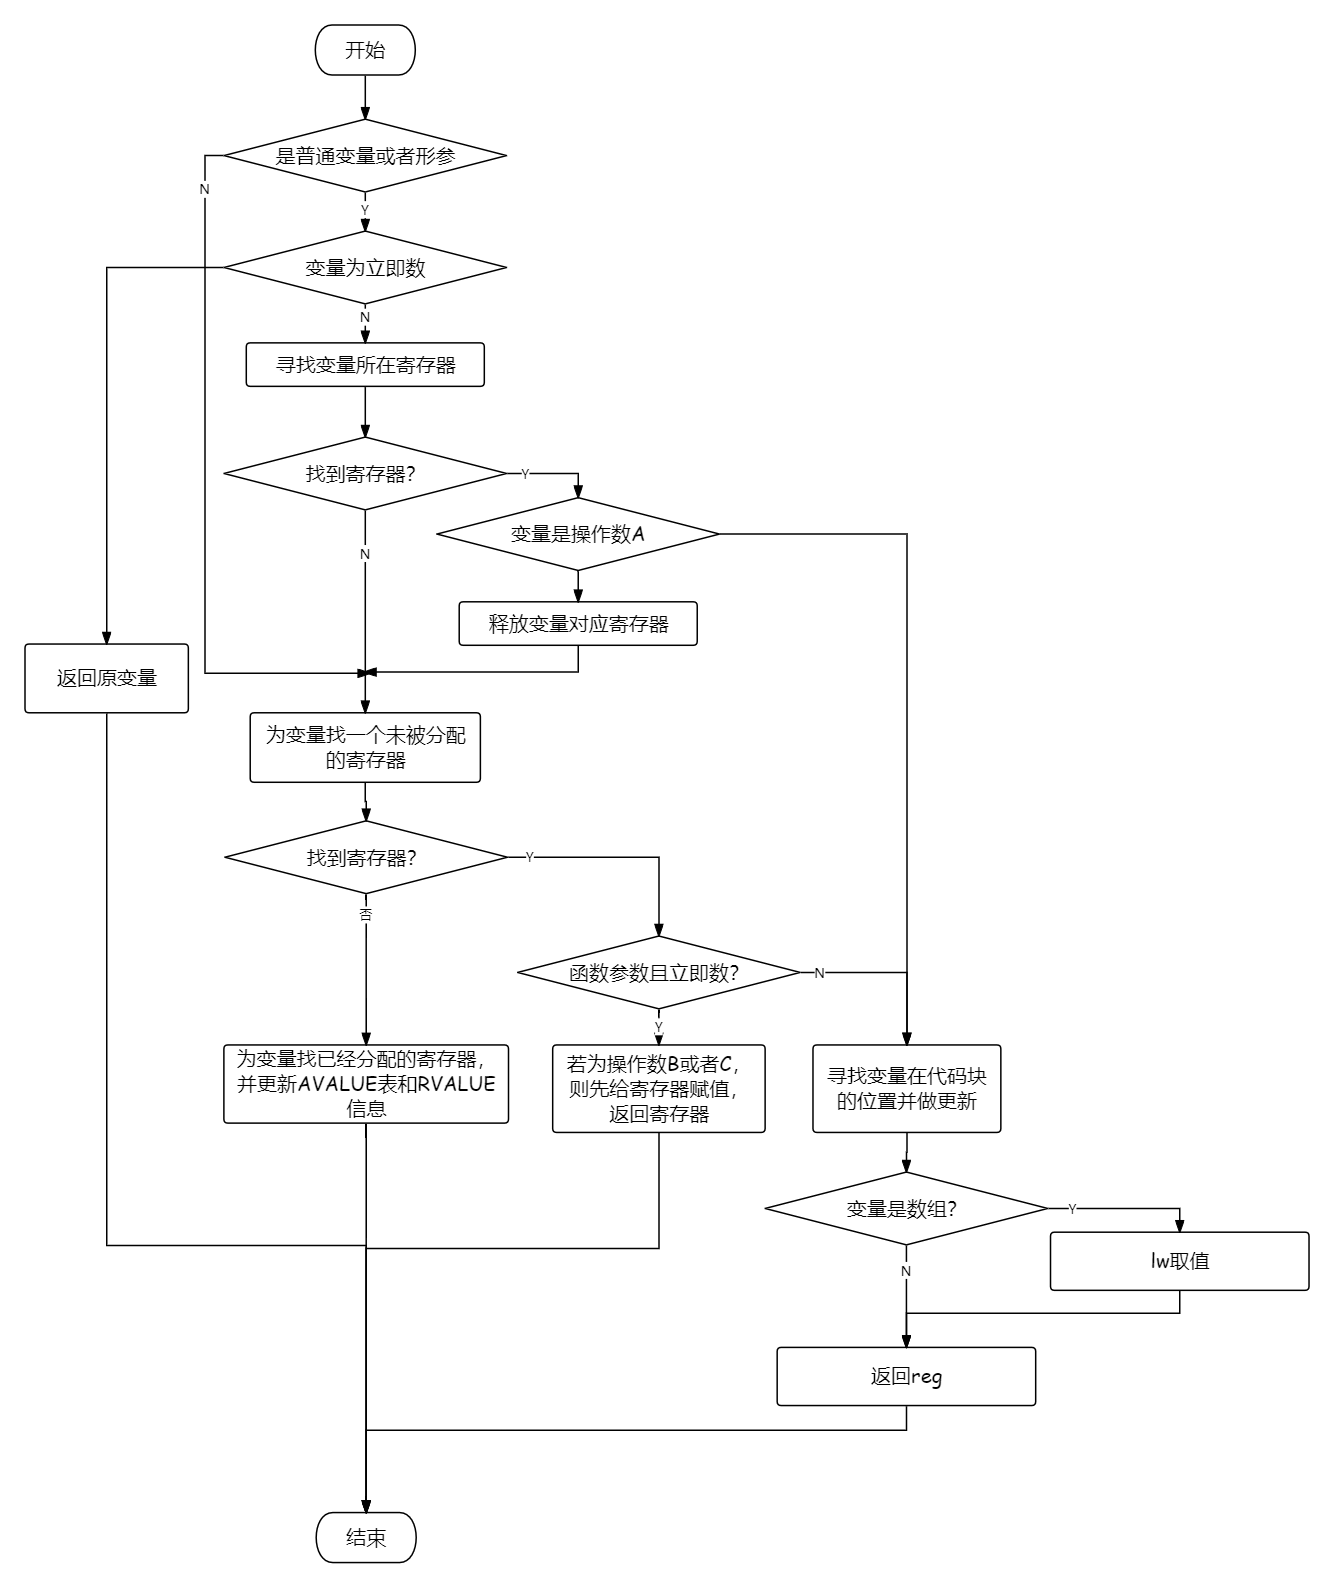 开始
是普通变量或者形参
N
Y
变量为立即数
N
寻找变量所在寄存器
找到寄存器?
Y
变量是操作数A
N
释放变量对应寄存器
返回原变量
为变量找一个未被分配
的寄存器
找到寄存器?
Y
否
函数参数且立即数?
N
Y
为变量找已经分配的寄存器，
并更新AVALUE表和RVALUE
信息
若为操作数B或者C，
则先给寄存器赋值，
返回寄存器
寻找变量在代码块
的位置并做更新
变量是数组?
Y
lw取值
N
返回reg
结束